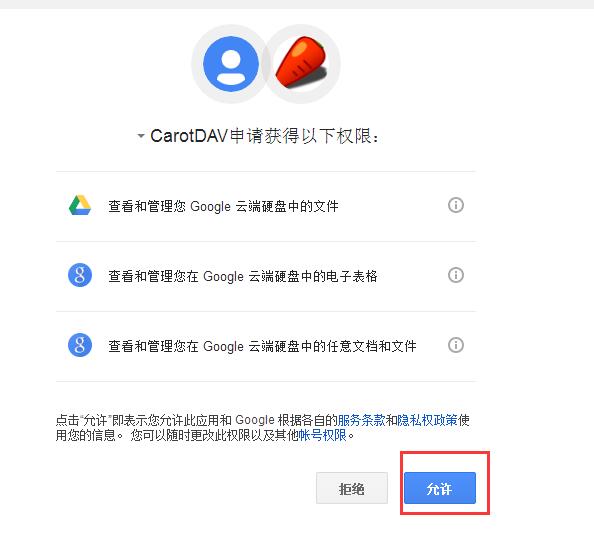 CarotDAV申请获得以下权限：
查看和管理您 Google 云端硬盘中的文件
查看和管理您在 Google 云端硬盘中的电子表格
查看和管理您在 Google 云端硬盘中的任意文档和文件
点击“允许”即表示您允许此应用和 Google 根据各自的服务条款和隐私权政策使
用您的信息。 您可以随时更改此权限以及其他帐号权限。
拒绝 允许